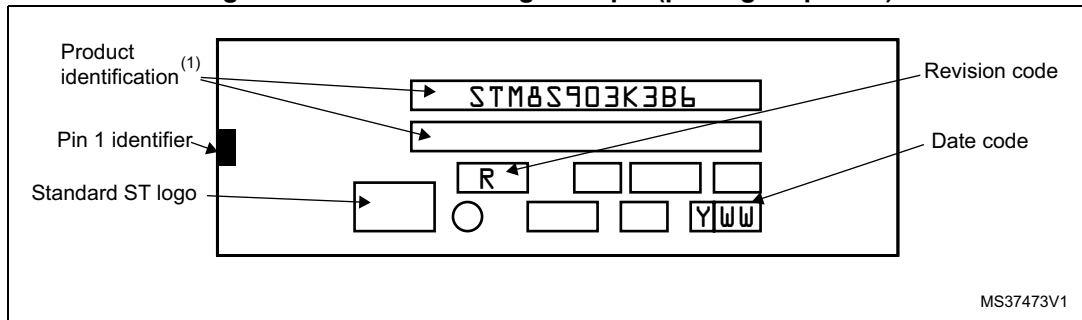 Product
identification (1)
STM8S903K3B6
Revision code
Pin 1 identifier
Date code
R
Standard ST logo
Y WW
MS37473V1